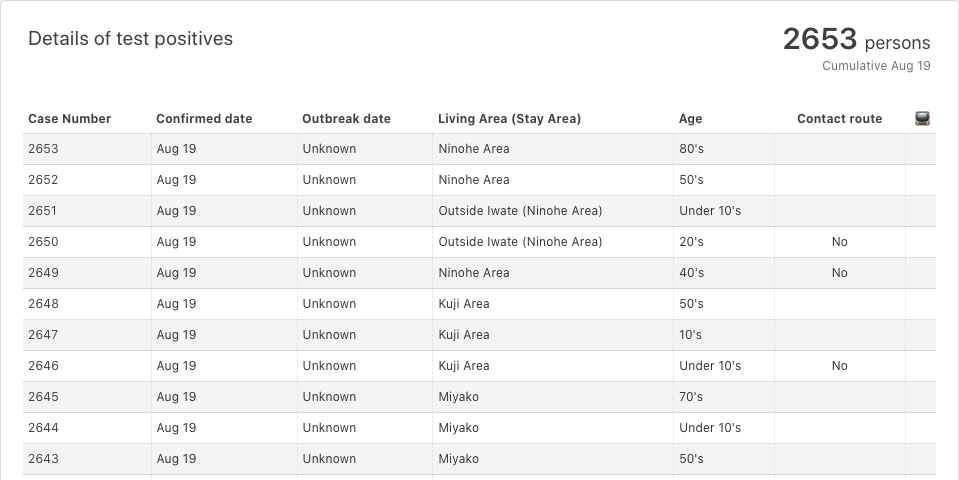 Details of test positives
2653 persons
Cumulative Aug 19
Case Number Confirmed date Outbreak date Living Area (Stay Area) Age Contact route
2653 Aug 19 Unknown Ninohe Area 80's
2652 Aug 19 Unknown Ninohe Area 50's
2651 Aug 19 Unknown Outside Iwate (Ninohe Area) Under 10's
2650 Aug 19 Unknown Outside Iwate (Ninohe Area) 20's No
2649 Aug 19 Unknown Ninohe Area 40's No
2648 Aug 19 Unknown Kuji Area 50's
2647 Aug 19 Unknown Kuji Area 10's
2646 Aug 19 Unknown Kuji Area Under 10's No
2645 Aug 19 Unknown Miyako 70's
2644 Aug 19 Unknown Miyako Under 10's
2643 Aug 19 Unknown Miyako 50's